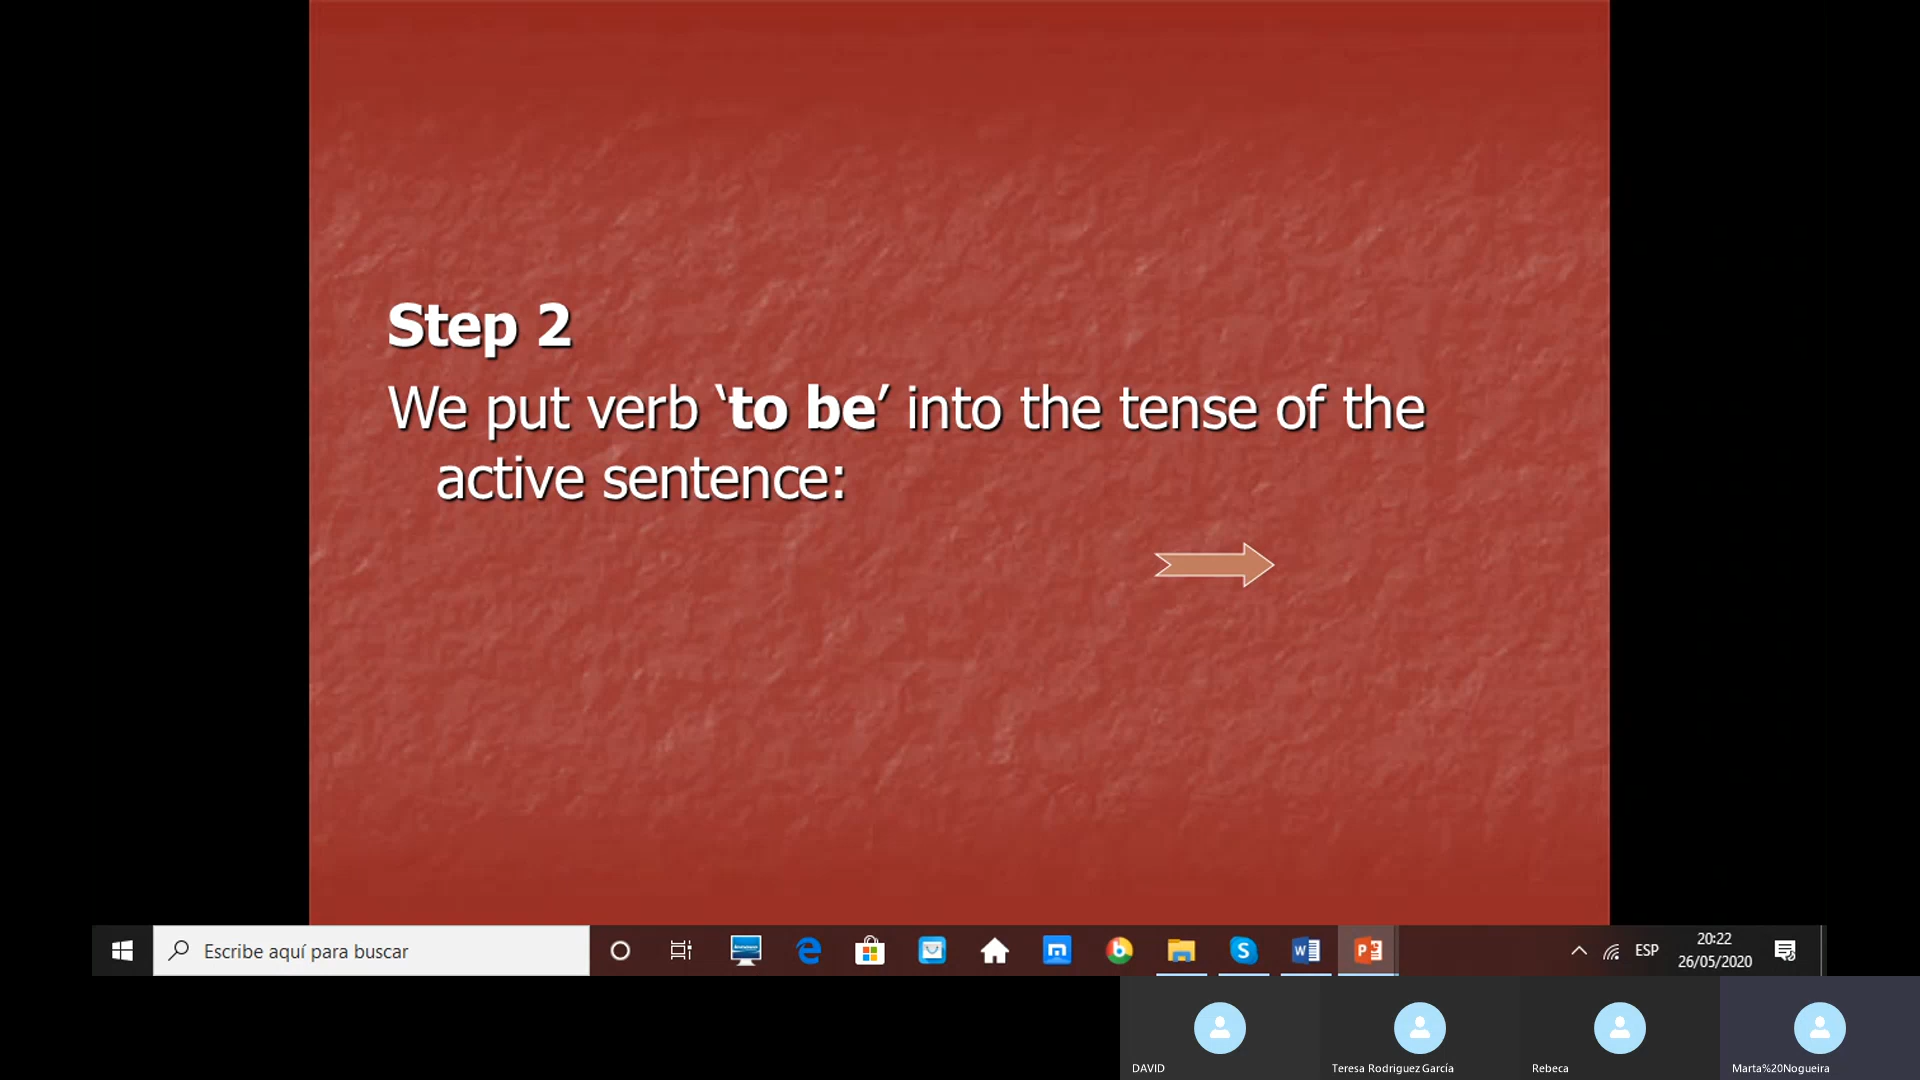 Step 2
We put verb ‘to be’ into the tense of the
active sentence:
Escribe aquí para buscar
ESP
20:22
26/05/2020
DAVID
Teresa Rodriguez García
Rebeca
Marta%20Nogueira